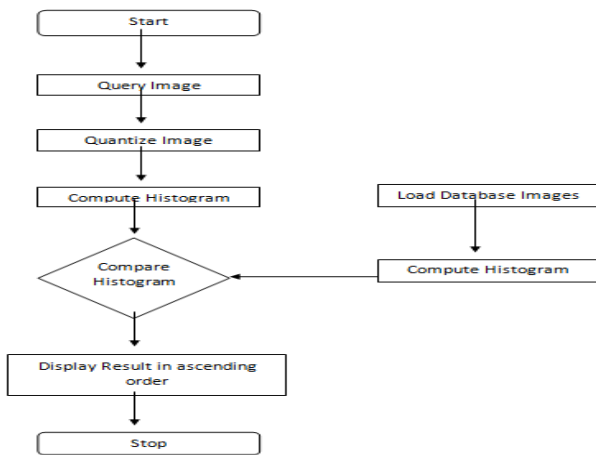 Start
Query Image
Quantize Image
Compute Histogram
Load Database Images
Compare
Histogram
Compute Histogram
Display Result in ascending
order
Stop